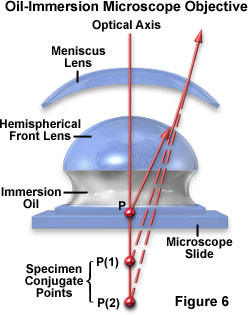 Oil-Immersion Microscope Objective
Optical Axis
Meniscus
Lens
Hemispherical
Front Lens
Immersion
Oil
P
Microscope
Slide
P(1)
Specimen
Conjugate
Points
P(2)
Figure 6